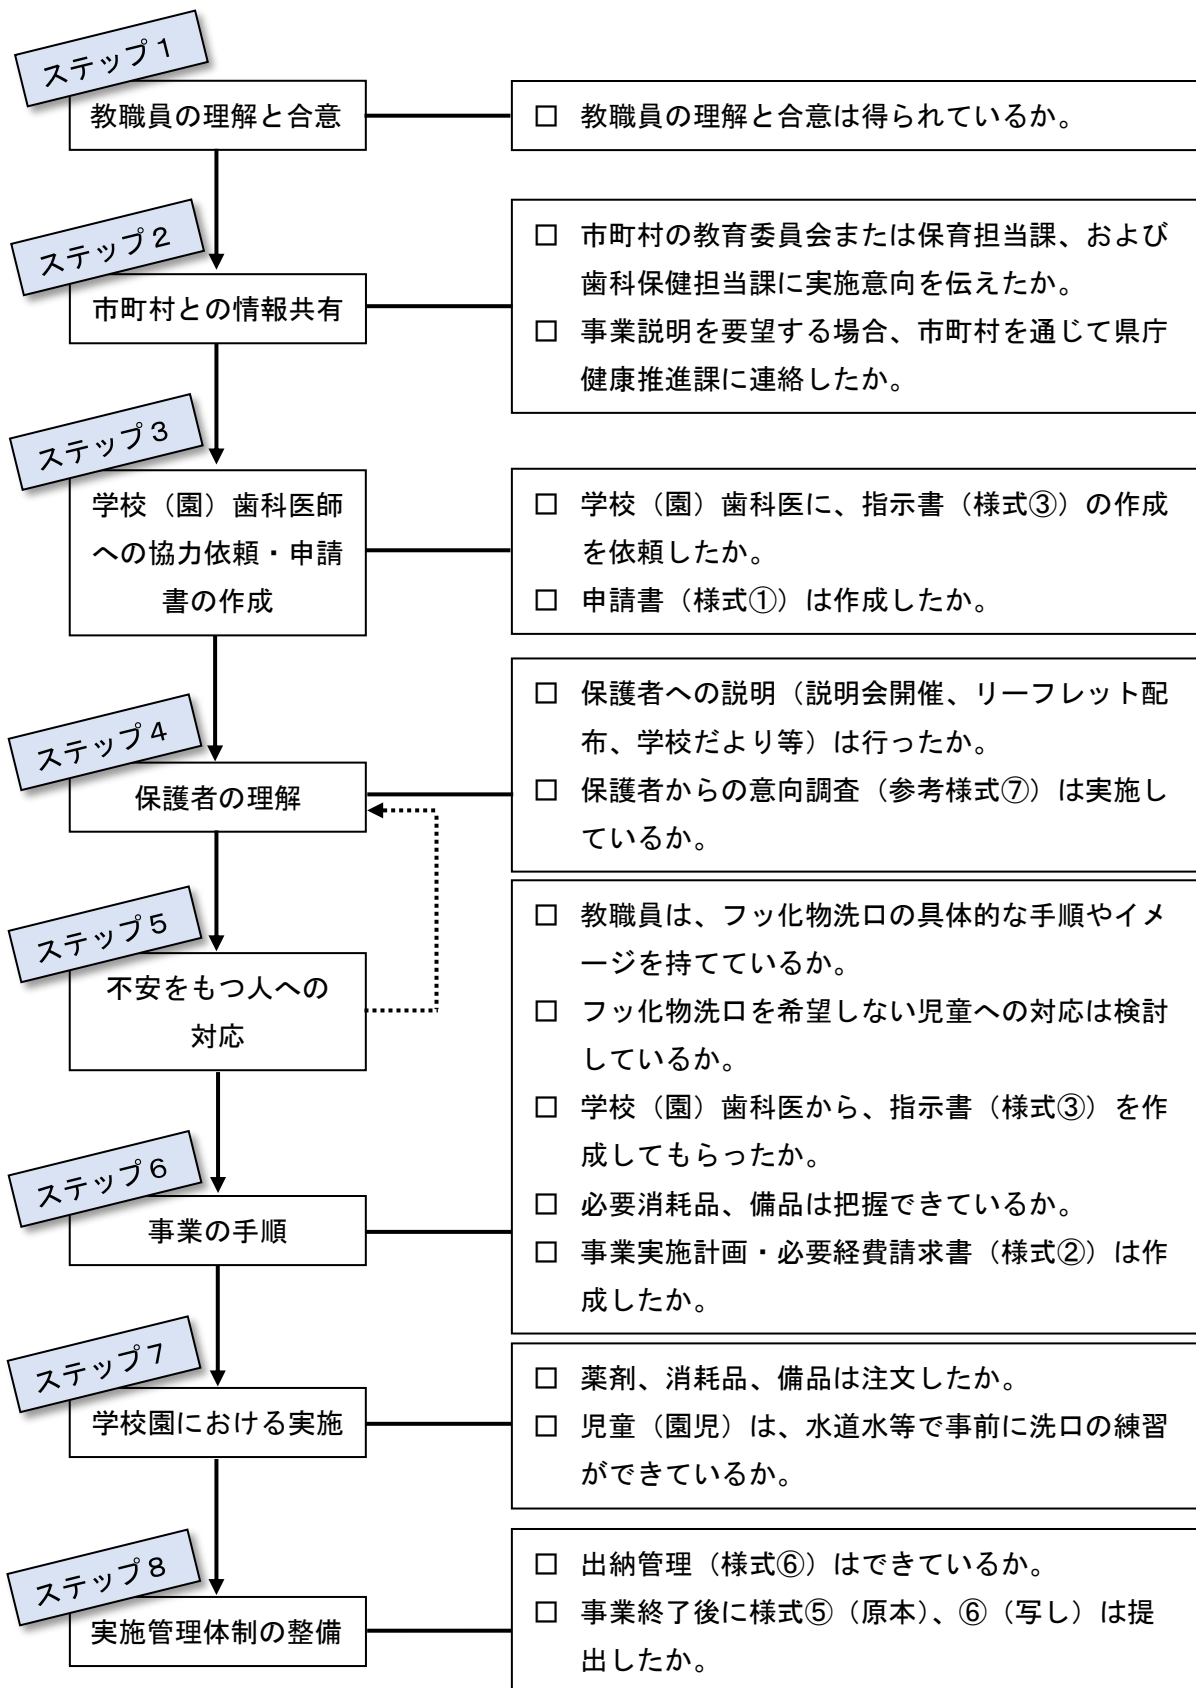 ステップ１
教職員の理解と合意
□ 教職員の理解と合意は得られているか。
ステップ２
市町村との情報共有
□ 市町村の教育委員会または保育担当課、および
歯科保健担当課に実施意向を伝えたか。
□ 事業説明を要望する場合、市町村を通じて県庁
健康推進課に連絡したか。
ステップ３
学校（園）歯科医師
への協力依頼・申請
書の作成
□ 学校（園）歯科医に、指示書（様式③）の作成
を依頼したか。
□ 申請書（様式①）は作成したか。
ステップ４
保護者の理解
□ 保護者への説明（説明会開催、リーフレット配
布、学校だより等）は行ったか。
□ 保護者からの意向調査（参考様式⑦）は実施し
ているか。
ステップ５
不安をもつ人への
対応
□ 教職員は、フッ化物洗口の具体的な手順やイメ
ージを持てているか。
□ フッ化物洗口を希望しない児童への対応は検討
しているか。
□ 学校（園）歯科医から、指示書（様式③）を作
成してもらったか。
□ 必要消耗品、備品は把握できているか。
□ 事業実施計画・必要経費請求書（様式②）は作
成したか。
ステップ６
事業の手順
ステップ７
学校園における実施
□ 薬剤、消耗品、備品は注文したか。
□ 児童（園児）は、水道水等で事前に洗口の練習
ができているか。
ステップ８
実施管理体制の整備
□ 出納管理（様式⑥）はできているか。
□ 事業終了後に様式⑤（原本）、⑥（写し）は提
出したか。